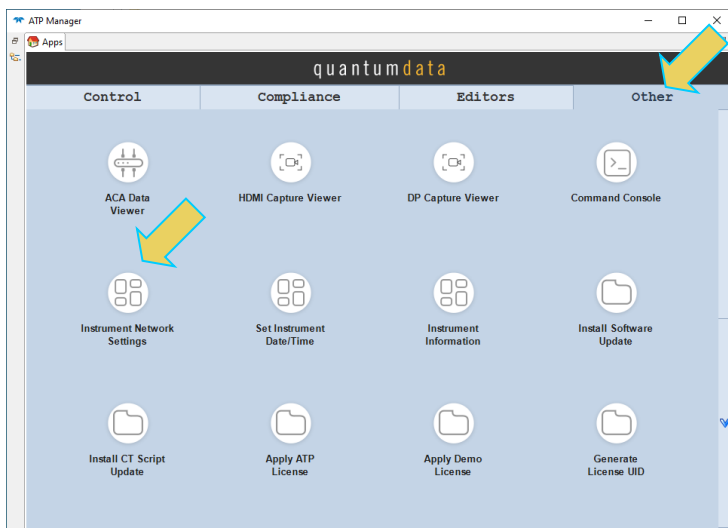 ATP Manager
Apps
quantumdata
Control Compliance Editors Other
ACA Data
Viewer
HDMI Capture Viewer
DP Capture Viewer
Command Console
Instrument Network
Settings
Set Instrument
Date/Time
Instrument
Information
Install Software
Update
Install CT Script
Update
Apply ATP
License
Apply Demo
License
Generate
License UID